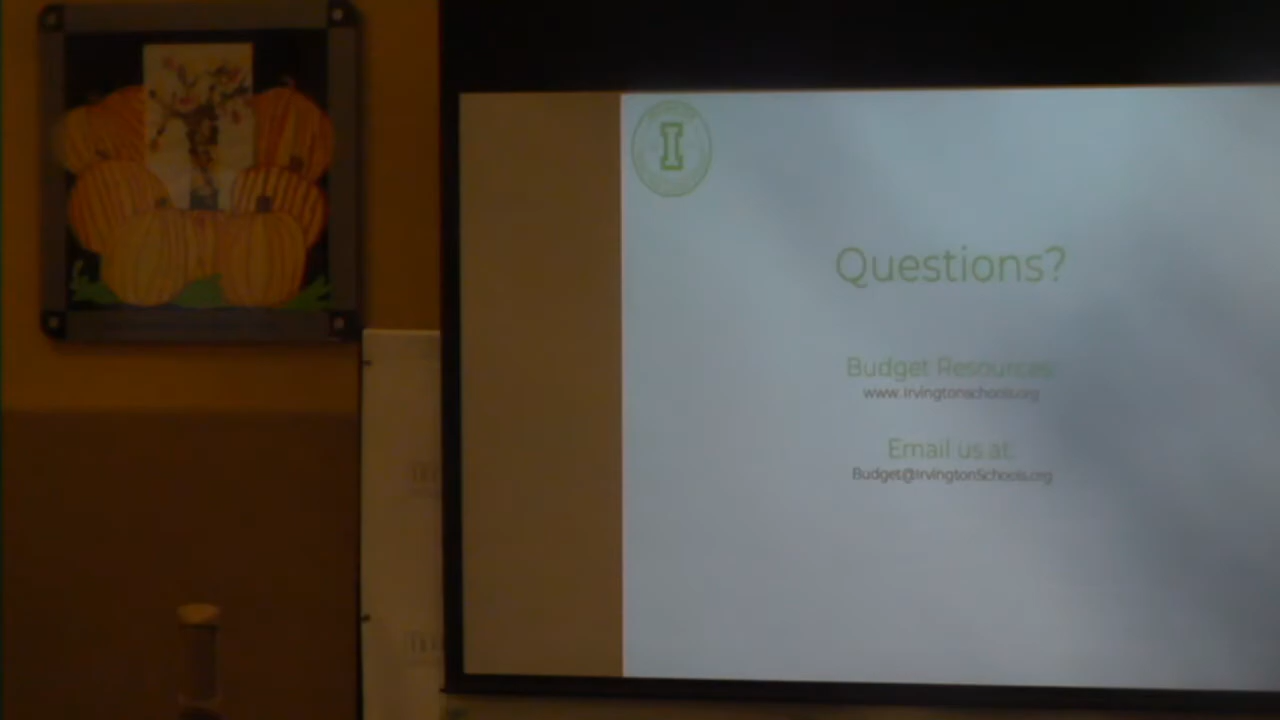 I
Questions?
Budget Resources:
www.Irvingtonschools.org
Email us at:
Budget@IrvingtonSchools.org